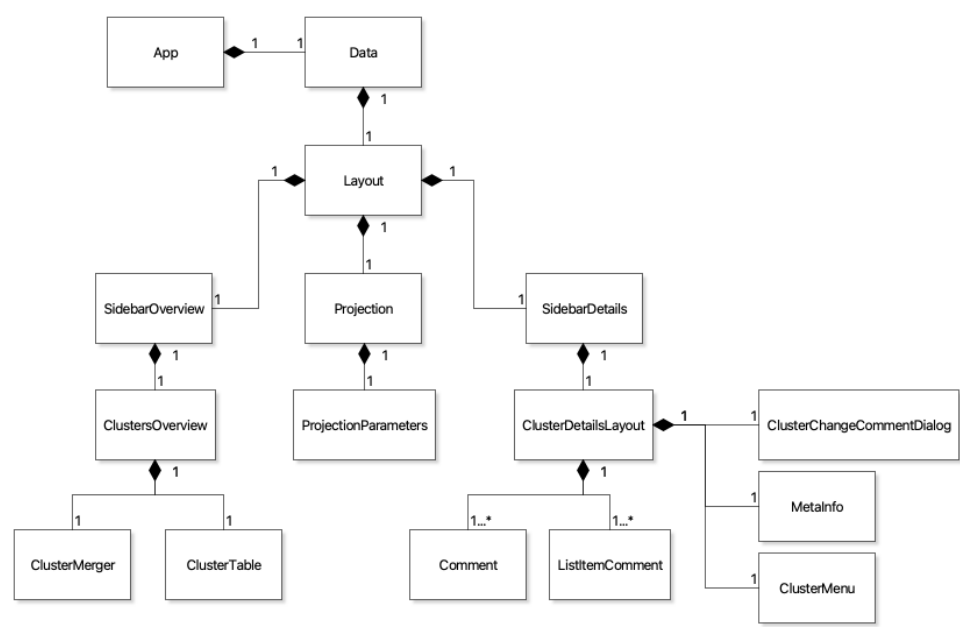 App
1
1
Data
1
1
Layout
1
1
1
1
1
1
SidebarOverview
Projection
SidebarDetails
1
1
1
1
1
1
ClustersOverview
ProjectionParameters
ClusterDetailsLayout
1
1
ClusterChangeCommentDialog
1
1
1
MetaInfo
1
1
1...*
1...*
ClusterMerger
ClusterTable
Comment
ListItemComment
1
ClusterMenu